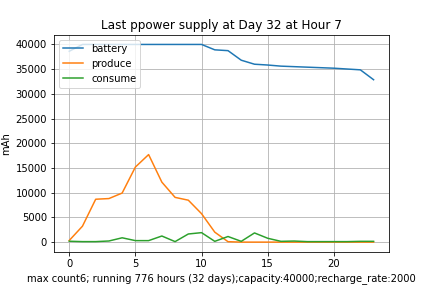 Last ppower supply at Day 32 at Hour 7
40000
35000
30000
25000
20000
15000
10000
5000
0
mAh
battery
produce
consume
0 5 10 15 20
max count6; running 776 hours (32 days);capacity:40000;recharge_rate:2000